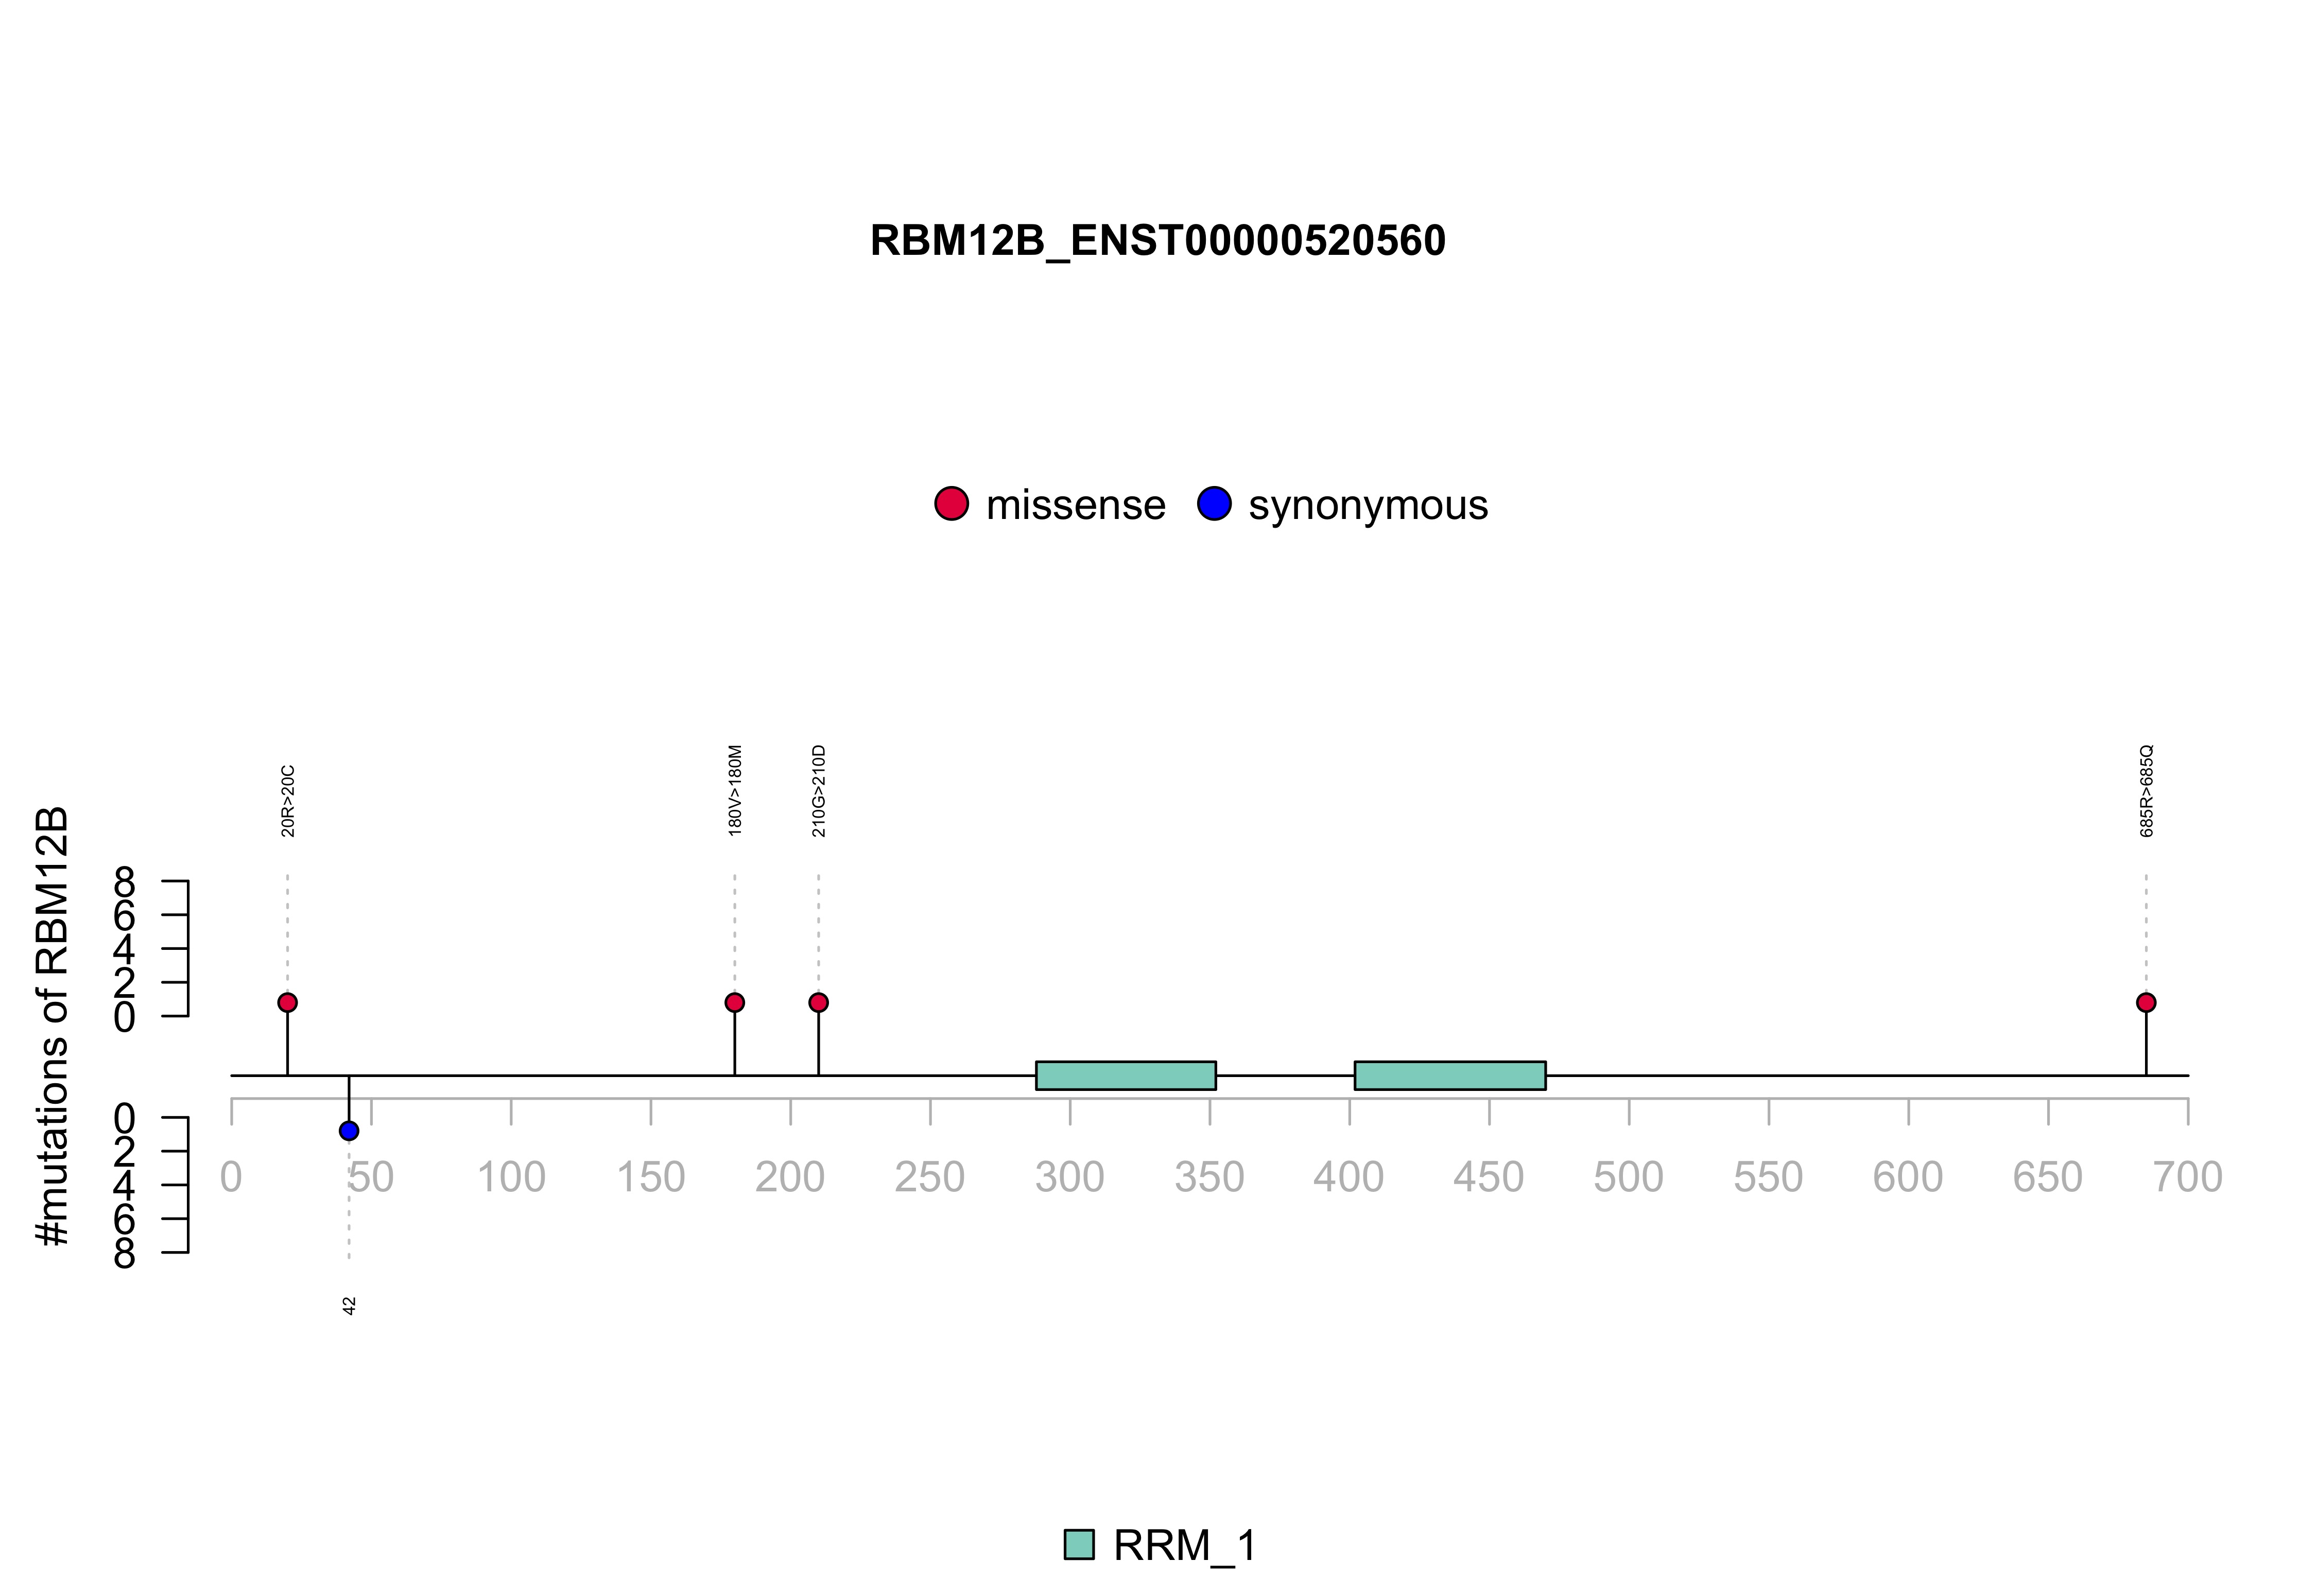 RBM12B_ENST00000520560
missense synonymous
20R>20C
180V>180M
210G>210D
685R>685Q
#mutations of RBM12B
8
6
4
2
0
0
2
4
6
8
0 50 100 150 200 250 300 350 400 450 500 550 600 650 700
42
RRM_1